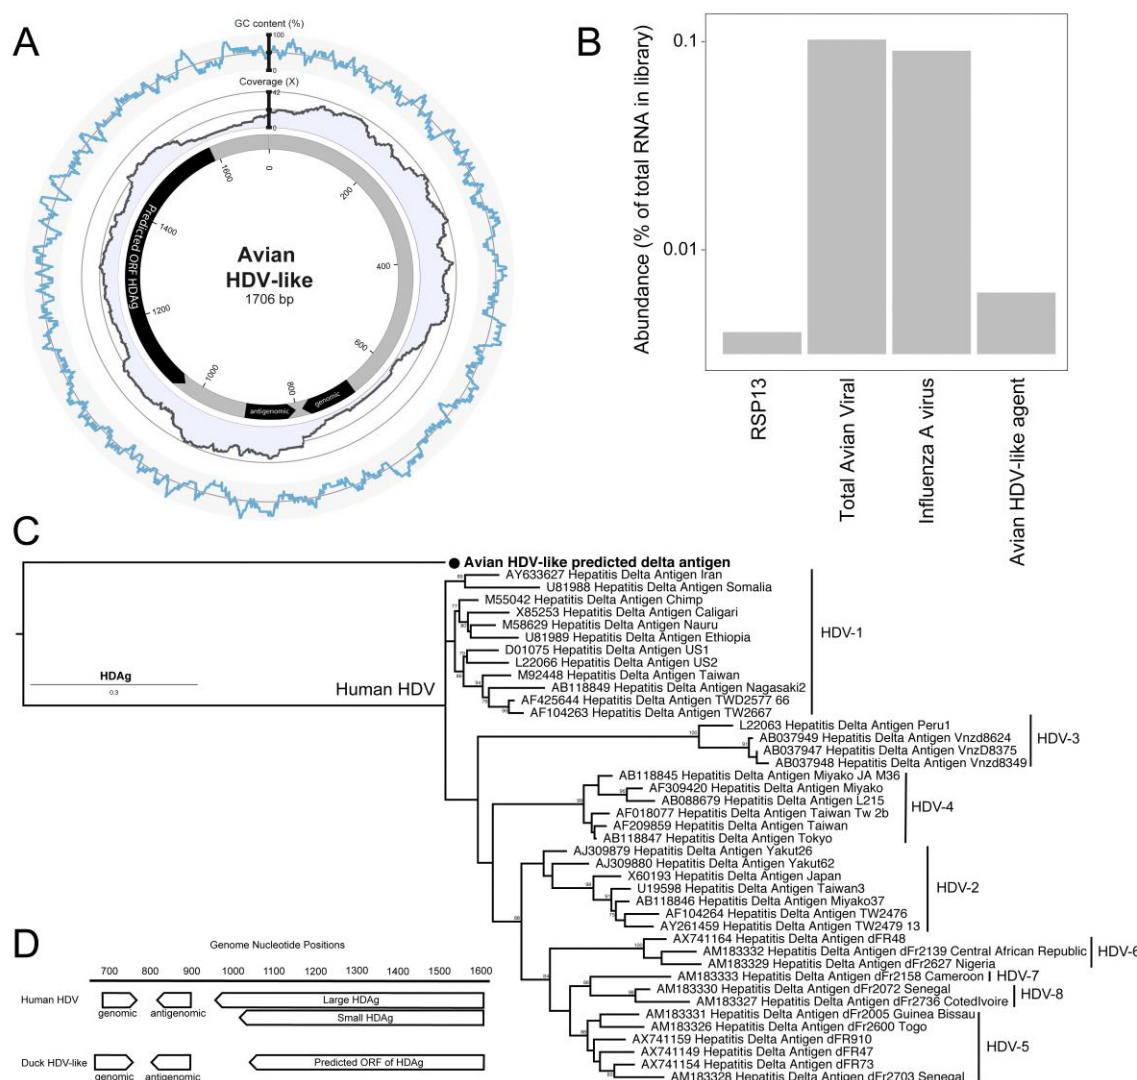 A
GC content (%)
100
0
Coverage (X)
42
0
0
200
400
600
800
1000
1200
1400
1600
Predicted ORF HDAg
antigenomic
genomic
Avian
HDV-like
1706 bp
B
Abundance (% of total RNA in library)
0.1
0.01
RSP13
Total Avian Viral
Influenza A virus
Avian HDV-like agent
C
Avian HDV-like predicted delta antigen
AY633627 Hepatitis Delta Antigen Iran
U81988 Hepatitis Delta Antigen Somalia
M55042 Hepatitis Delta Antigen Chimp
X85253 Hepatitis Delta Antigen Caligari
M58629 Hepatitis Delta Antigen Nauru
U81989 Hepatitis Delta Antigen Ethiopia
D01075 Hepatitis Delta Antigen US1
L22066 Hepatitis Delta Antigen US2
M92448 Hepatitis Delta Antigen Taiwan
AB118849 Hepatitis Delta Antigen Nagasaki2
AF425644 Hepatitis Delta Antigen TWD2577 66
AF104263 Hepatitis Delta Antigen TW2667
HDV-1
HDAg
0.3
Human HDV
L22063 Hepatitis Delta Antigen Peru1
AB037949 Hepatitis Delta Antigen Vnzd8624
AB037947 Hepatitis Delta Antigen VnzD8375
AB037948 Hepatitis Delta Antigen Vnzd8349
HDV-3
100
AB118845 Hepatitis Delta Antigen Miyako JA M36
AF309420 Hepatitis Delta Antigen Miyako
AB088679 Hepatitis Delta Antigen L215
AF018077 Hepatitis Delta Antigen Taiwan Tw 2b
AF209859 Hepatitis Delta Antigen Taiwan
AB118847 Hepatitis Delta Antigen Tokyo
HDV-4
AJ309879 Hepatitis Delta Antigen Yakut26
AJ309880 Hepatitis Delta Antigen Yakut62
X60193 Hepatitis Delta Antigen Japan
U19598 Hepatitis Delta Antigen Taiwan3
AB118846 Hepatitis Delta Antigen Miyako37
AF104264 Hepatitis Delta Antigen TW2476
AY261459 Hepatitis Delta Antigen TW2479 13
HDV-2
AX741164 Hepatitis Delta Antigen dFR48
AM183332 Hepatitis Delta Antigen dFr2139 Central African Republic
AM183329 Hepatitis Delta Antigen dFr2627 Nigeria
HDV-6
100
AM183333 Hepatitis Delta Antigen dFr2158 Cameroon
HDV-7
AM183330 Hepatitis Delta Antigen dFr2072 Senegal
AM183327 Hepatitis Delta Antigen dFr2736 CotedIvoire
HDV-8
AM183331 Hepatitis Delta Antigen dFr2005 Guinea Bissau
AM183326 Hepatitis Delta Antigen dFr2600 Togo
AX741159 Hepatitis Delta Antigen dFR910
AX741149 Hepatitis Delta Antigen dFR47
AX741154 Hepatitis Delta Antigen dFR73
AM183328 Hepatitis Delta Antigen dFr2703 Senegal
HDV-5
D
Genome Nucleotide Positions
700 800 900 1000 1100 1200 1300 1400 1500 1600
Human HDV
genomic
antigenomic
Large HDAg
Small HDAg
Duck HDV-like
genomic
antigenomic
Predicted ORF of HDAg